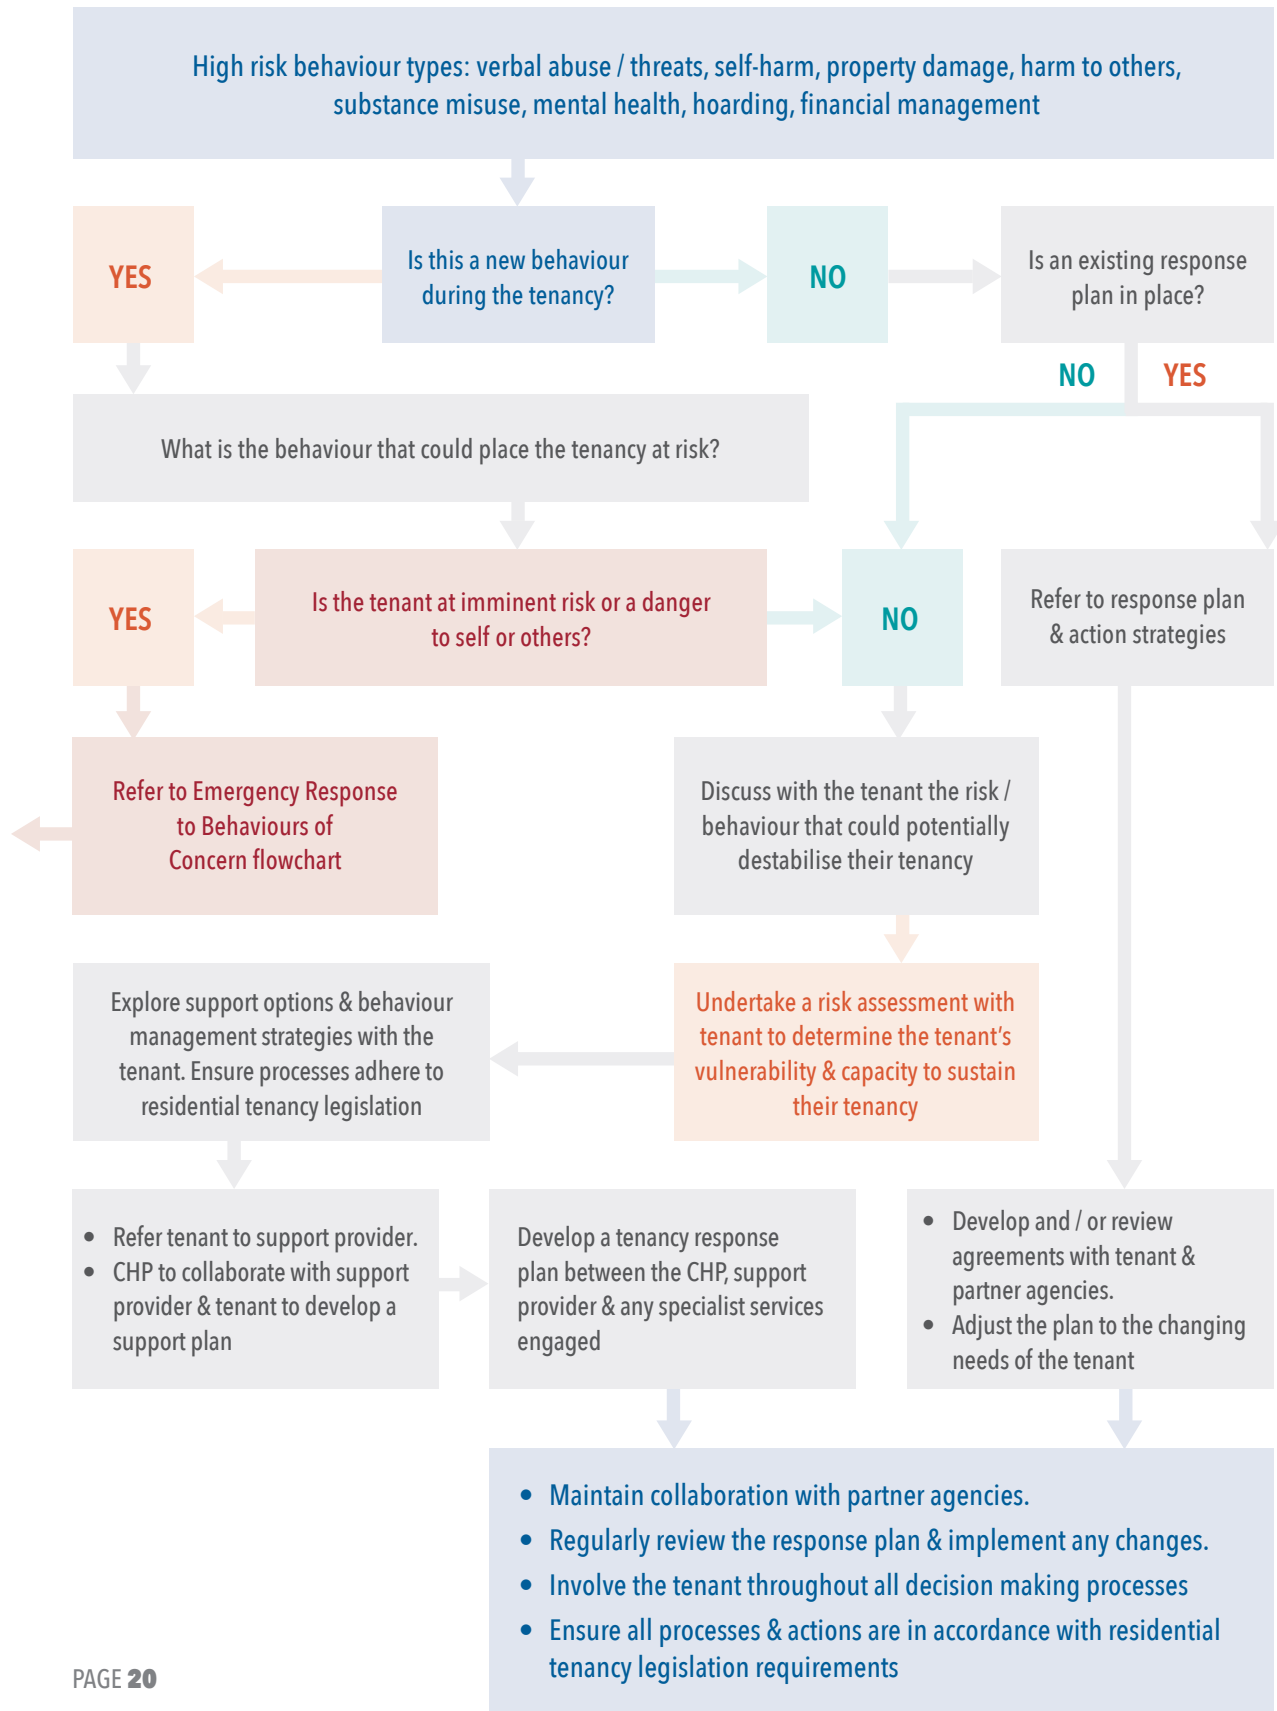 High risk behaviour types: verbal abuse / threats, self-harm, property damage, harm to others,
substance misuse, mental health, hoarding, financial management
YES
Is this a new behaviour
during the tenancy?
NO
Is an existing response
plan in place?
NO
YES
What is the behaviour that could place the tenancy at risk?
YES
Is the tenant at imminent risk or a danger
to self or others?
NO
Refer to response plan
& action strategies
Refer to Emergency Response
to Behaviours of
Concern flowchart
Discuss with the tenant the risk /
behaviour that could potentially
destabilise their tenancy
Explore support options & behaviour
management strategies with the
tenant. Ensure processes adhere to
residential tenancy legislation
Undertake a risk assessment with
tenant to determine the tenant’s
vulnerability & capacity to sustain
their tenancy
• Refer tenant to support provider.
• CHP to collaborate with support
provider & tenant to develop a
support plan
Develop a tenancy response
plan between the CHP, support
provider & any specialist services
engaged
• Develop and / or review
agreements with tenant &
partner agencies.
• Adjust the plan to the changing
needs of the tenant
• Maintain collaboration with partner agencies.
• Regularly review the response plan & implement any changes.
• Involve the tenant throughout all decision making processes
• Ensure all processes & actions are in accordance with residential
tenancy legislation requirements
PAGE 20